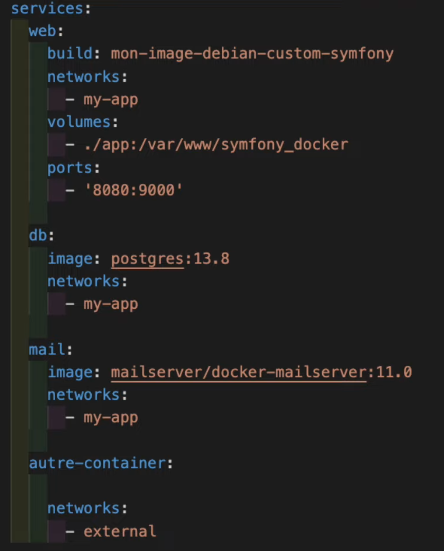 services:
web:
build: mon-image-debian-custom-symfony
networks:
- my-app
volumes:
- ./app:/var/www/symfony_docker
ports:
- '8080:9000'
db:
image: postgres:13.8
networks:
- my-app
mail:
image: mailserver/docker-mailserver:11.0
networks:
- my-app
autre-container:
networks:
- external